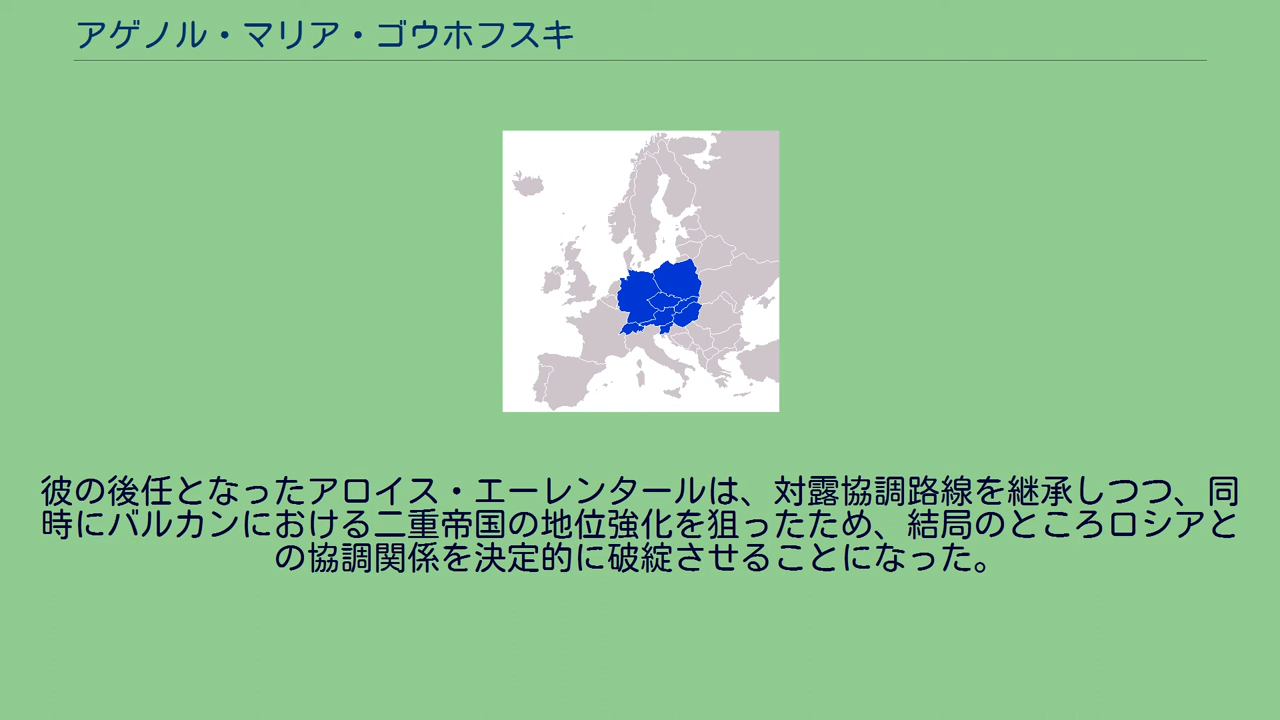 アゲノル・マリア・ゴウホフスキ
彼の後任となったアロイス・エーレンタールは、対露協調路線を継承しつつ、同
時にバルカンにおける二重帝国の地位強化を狙ったため、結局のところロシアと
の協調関係を決定的に破綻させることになった。